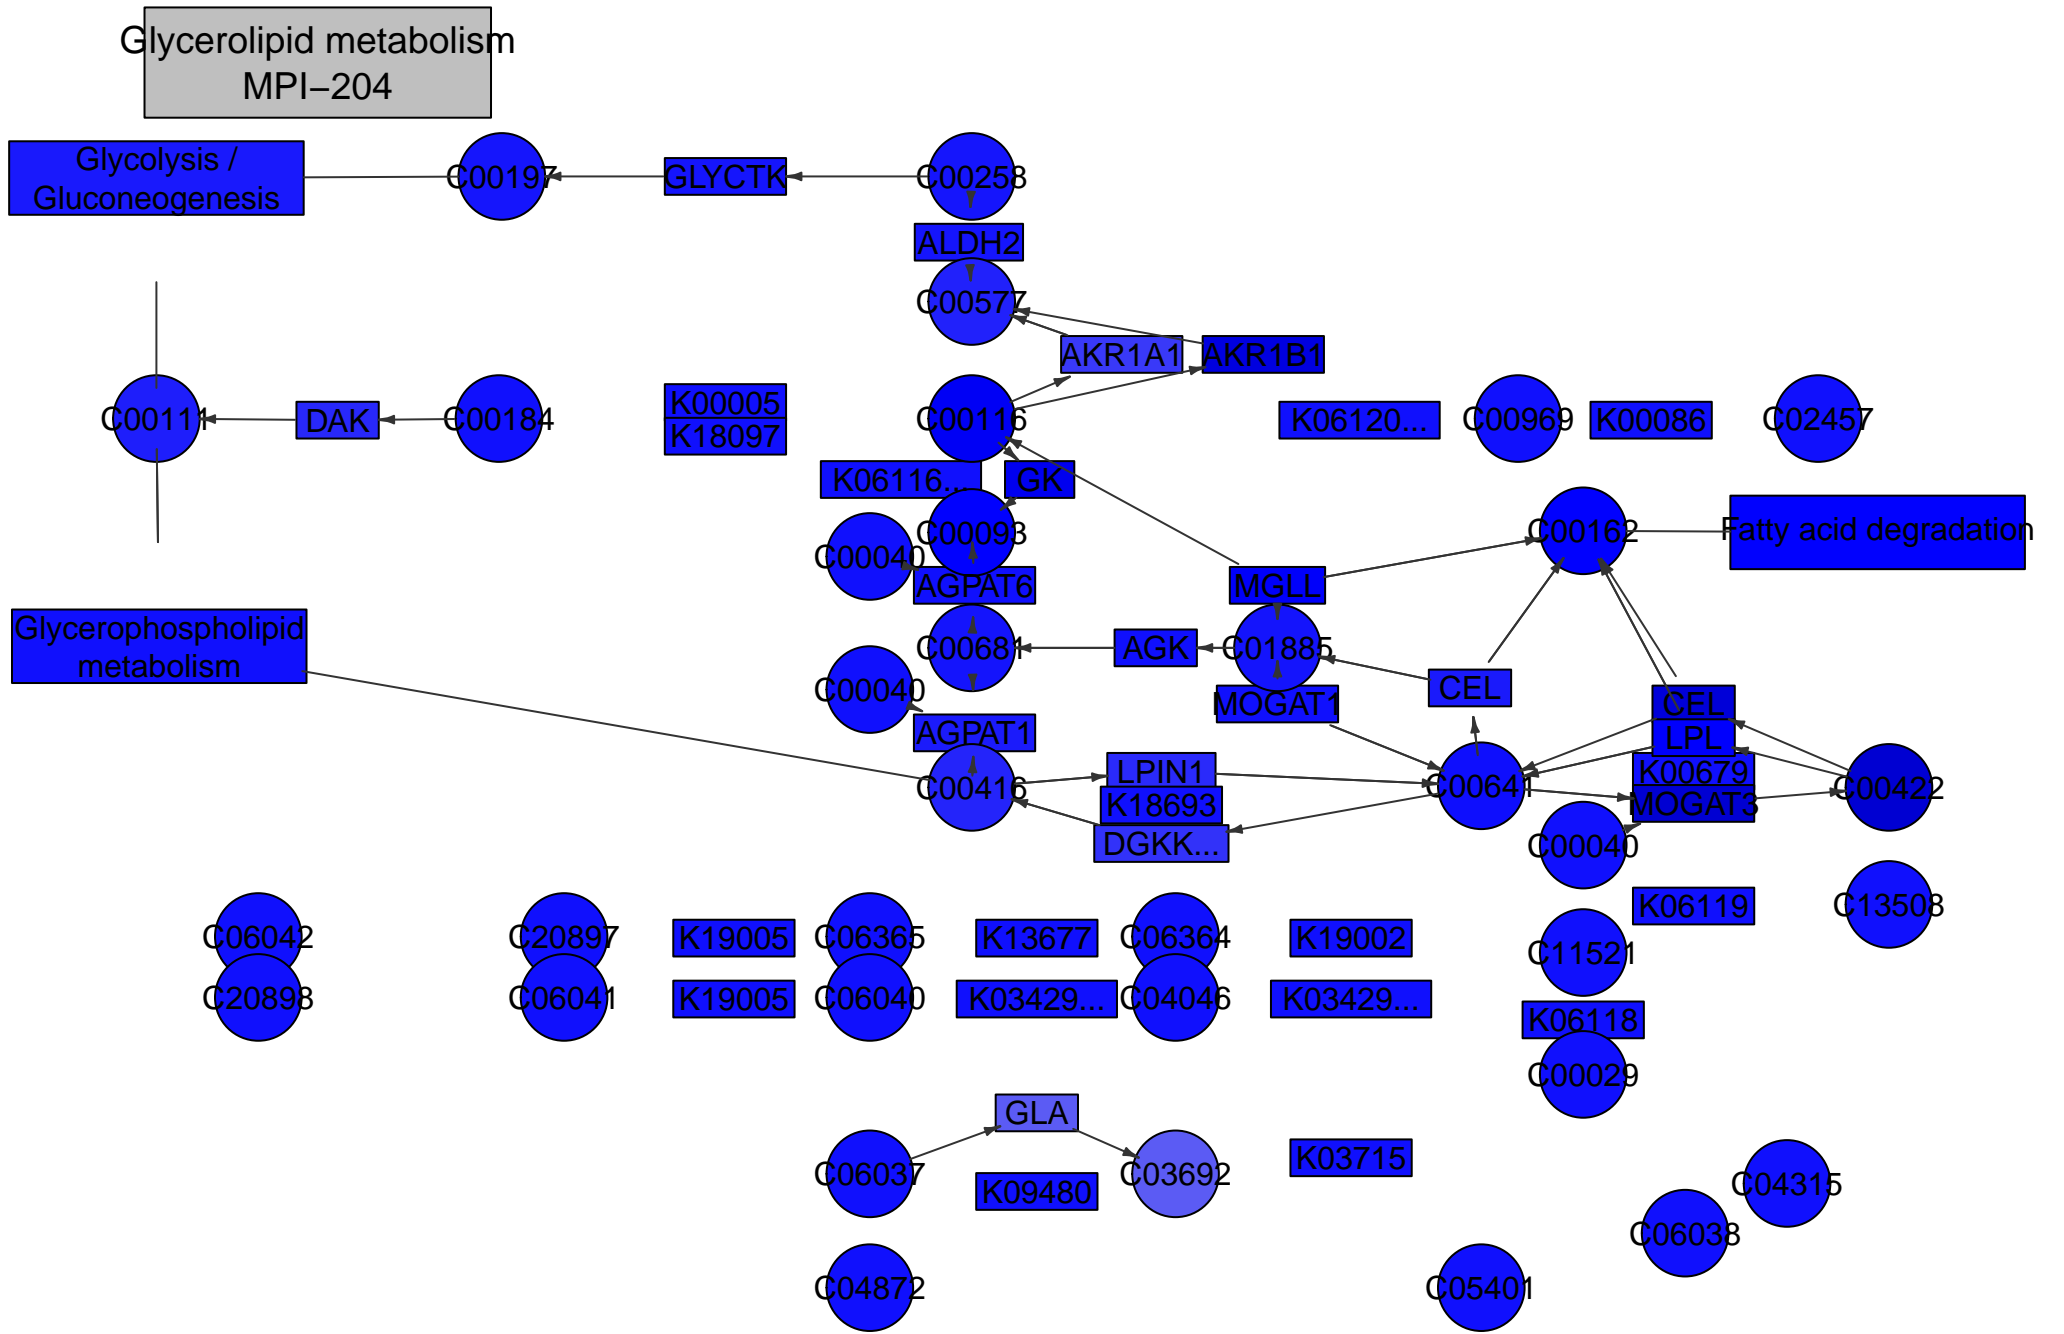 Glycerolipid metabolism
MPI−204
Glycolysis /
Gluconeogenesis
C00197
GLYCTK
C00258
ALDH2
C00577
AKR1A1
AKR1B1
C00111
DAK
C00184
K00005
K18097
C00116
K06120...
C00969
K00086
C02457
K06116...
GK
C00093
C00162
Fatty acid degradation
C00040
AGPAT6
MGLL
Glycerophospholipid
metabolism
C00681
AGK
C01885
C00040
CEL
MOGAT1
AGPAT1
CEL
LPL
C00416
LPIN1
K18693
DGKK...
C00641
K00679
MOGAT3
C00422
C00040
K06119
C13508
C06042
C20897
K19005
C06365
K13677
C06364
K19002
C11521
C20898
C06041
K19005
C06040
K03429...
C04046
K03429...
K06118
C00029
GLA
C06037
K09480
C03692
K03715
C04315
C06038
C04872
C05401